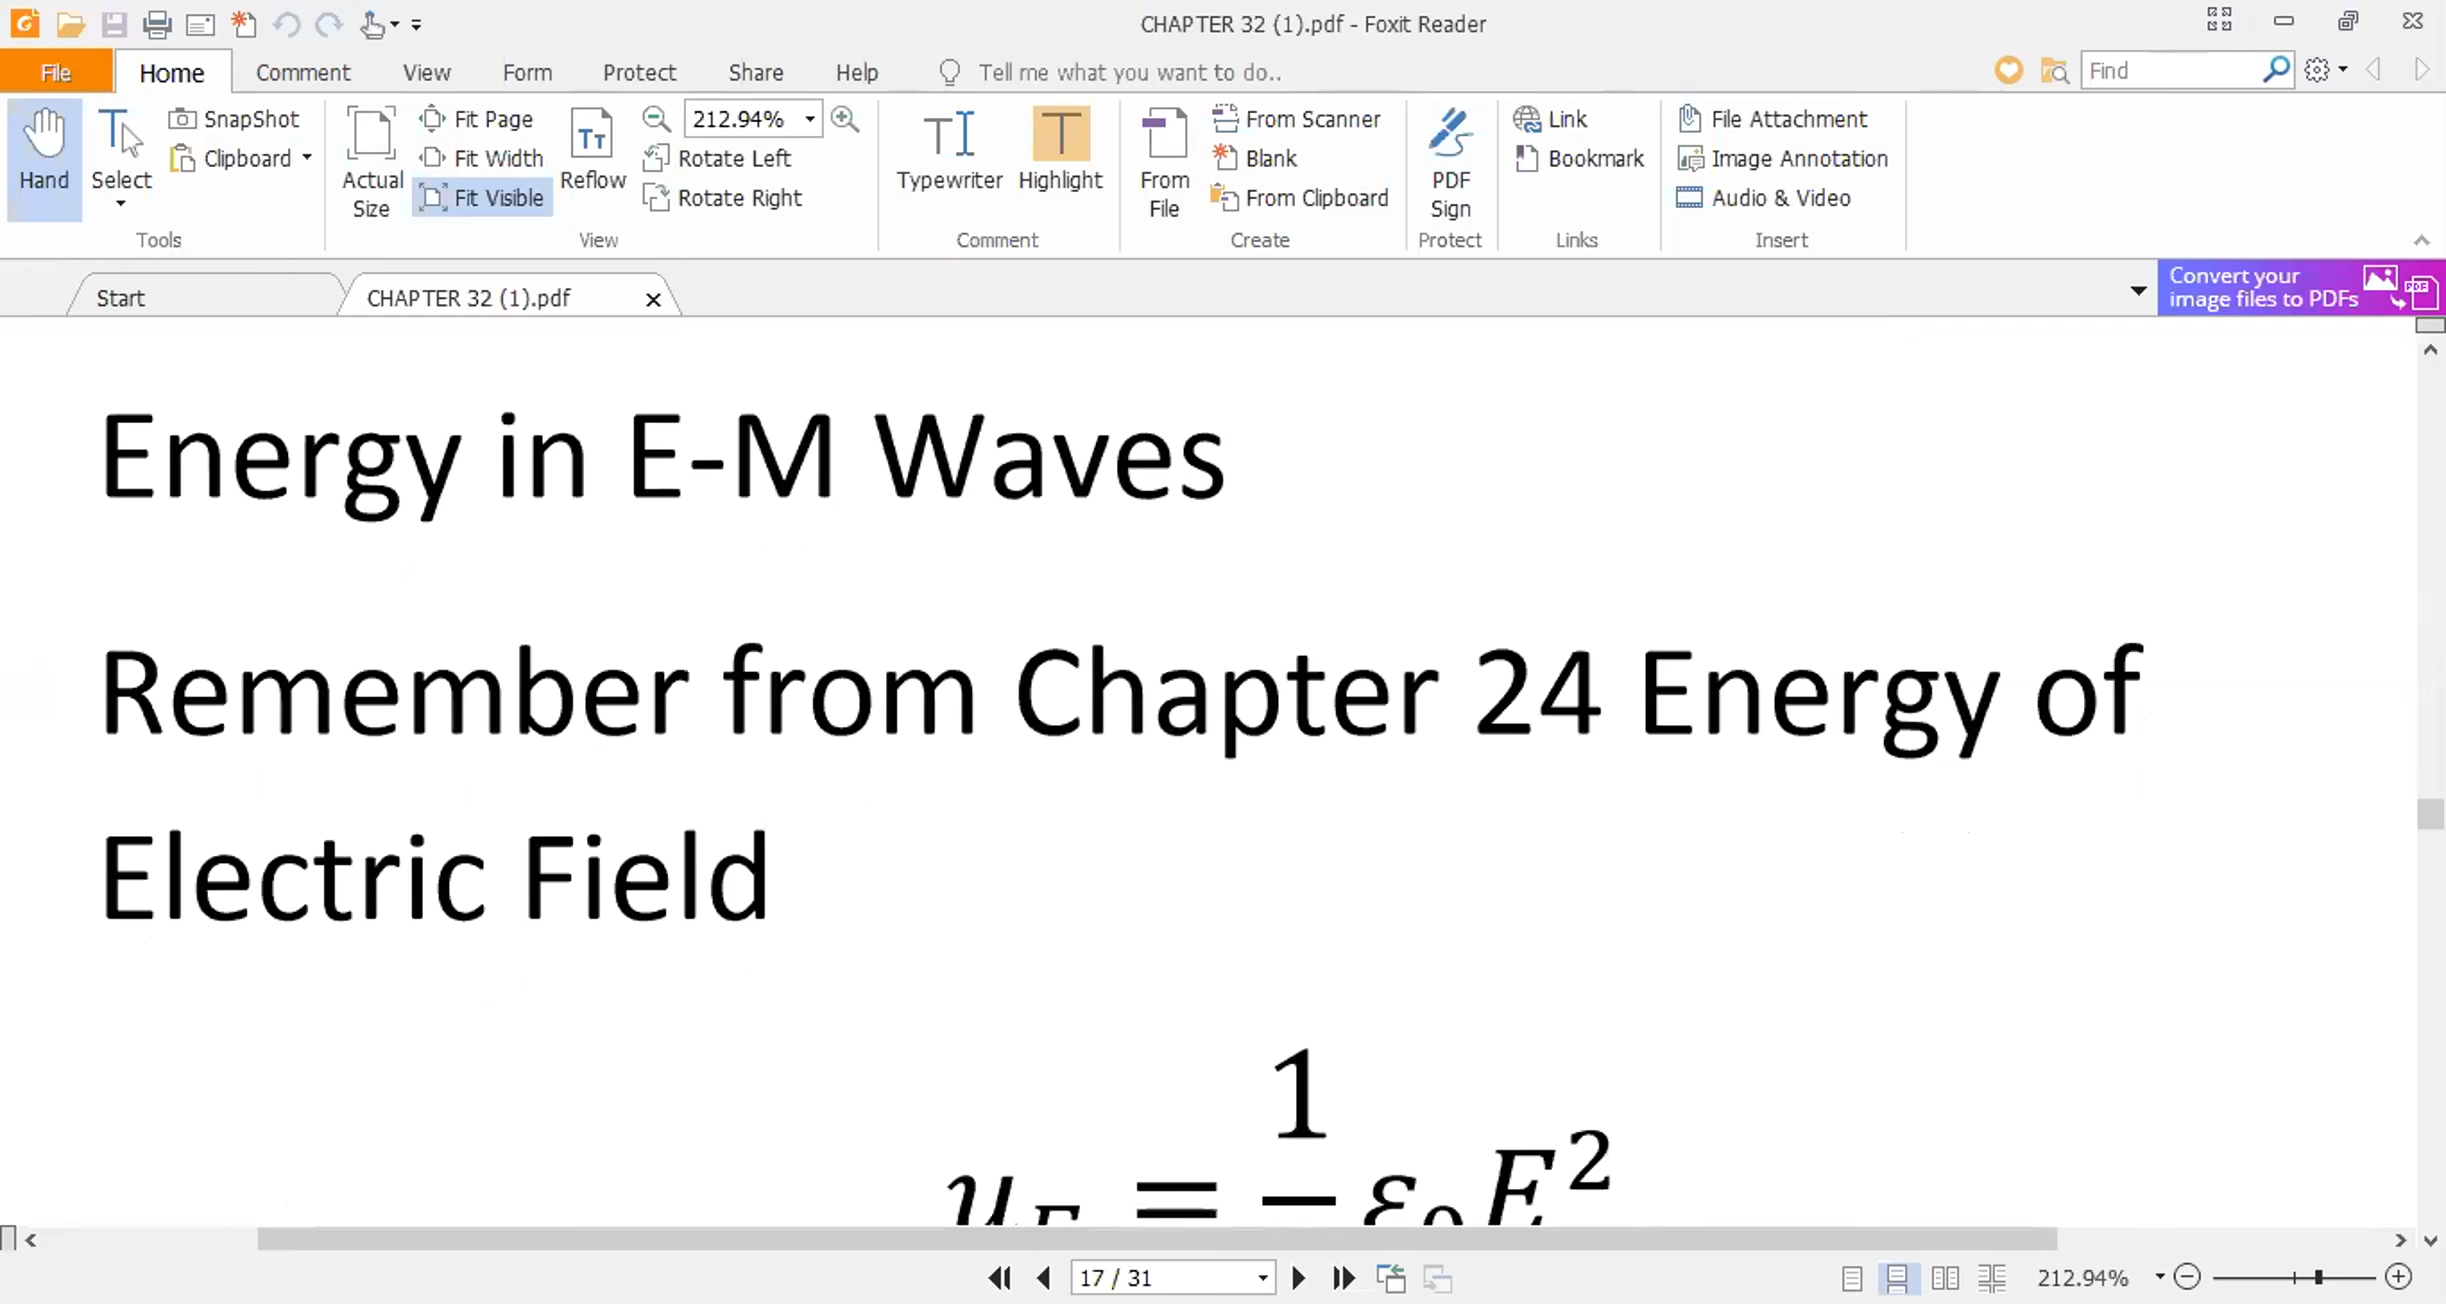 CHAPTER 32 (1).pdf - Foxit Reader
File Home Comment View Form Protect Share Help Tell me what you want to do.. Find
Hand
Select
SnapShot
Clipboard
Tools
Actual
Size
Fit Page
Fit Width
Fit Visible
Reflow
212.94%
Rotate Left
Rotate Right
View
Typewriter
Highlight
Comment
From
File
From Scanner
Blank
From Clipboard
Create
PDF
Sign
Protect
Link
Bookmark
Links
File Attachment
Image Annotation
Audio & Video
Insert
Start
CHAPTER 32 (1).pdf
Convert your
image files to PDFs
PDF
Energy in E-M Waves
Remember from Chapter 24 Energy of
Electric Field
1
u_E = — ε₀E²
17 / 31
212.94%